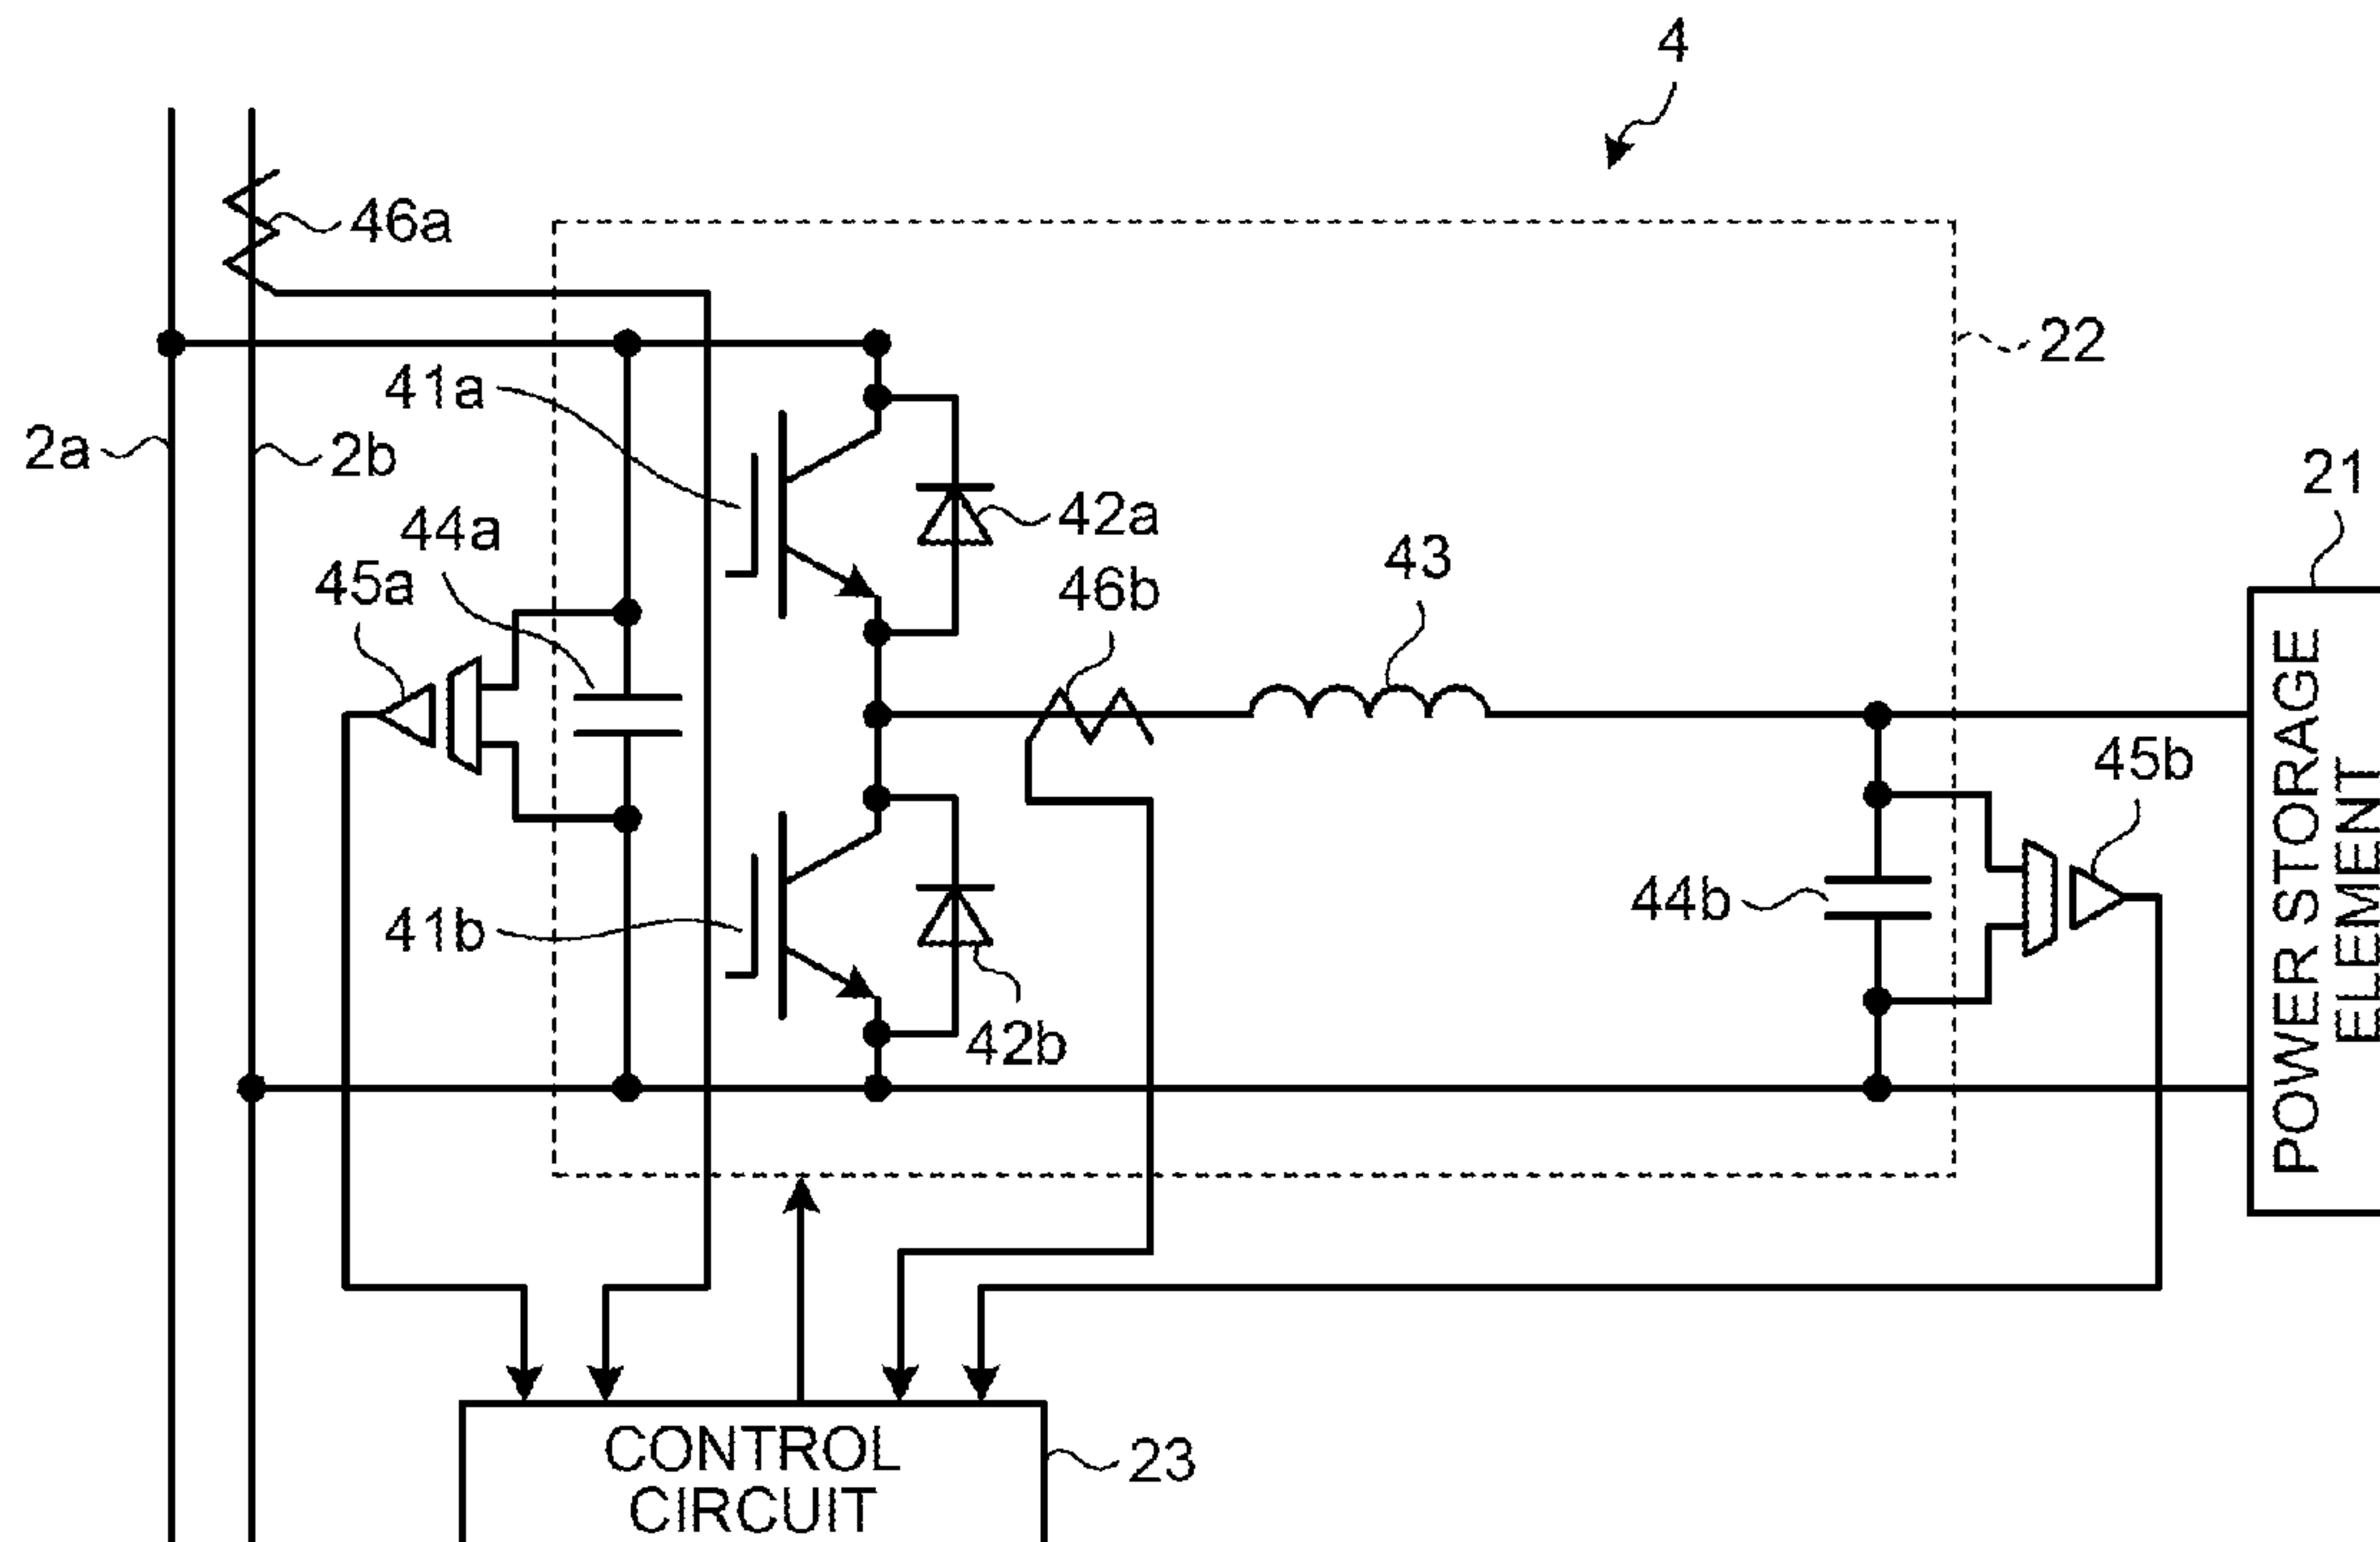 4
46a
22
41a
2a
2b
21
42a
44a
43
45a
46b
POWER STORAGE
ELEMENT
45b
44b
41b
42b
CONTROL
CIRCUIT
23